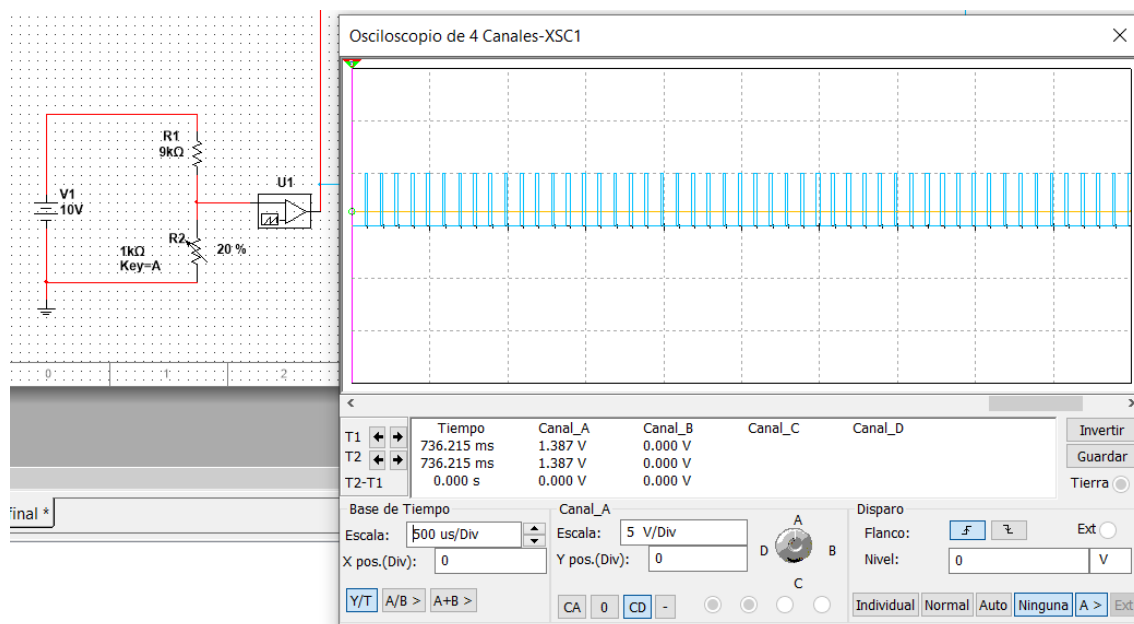 Osciloscopio de 4 Canales-XSC1
R1
9kΩ
V1
10V
U1
R2
20 %
1kΩ
Key=A
0 1 2
final *
T1
T2
T2-T1
Tiempo Canal_A Canal_B Canal_C Canal_D
736.215 ms 1.387 V 0.000 V
736.215 ms 1.387 V 0.000 V
0.000 s 0.000 V 0.000 V
Invertir
Guardar
Tierra
Base de Tiempo
Escala: 500 us/Div
X pos.(Div): 0
Y/T A/B > A+B >
Canal_A
Escala: 5 V/Div
Y pos.(Div): 0
CA 0 CD -
A
D B
C
Disparo
Flanco: Ext
Nivel: 0 V
Individual Normal Auto Ninguna A > Ext